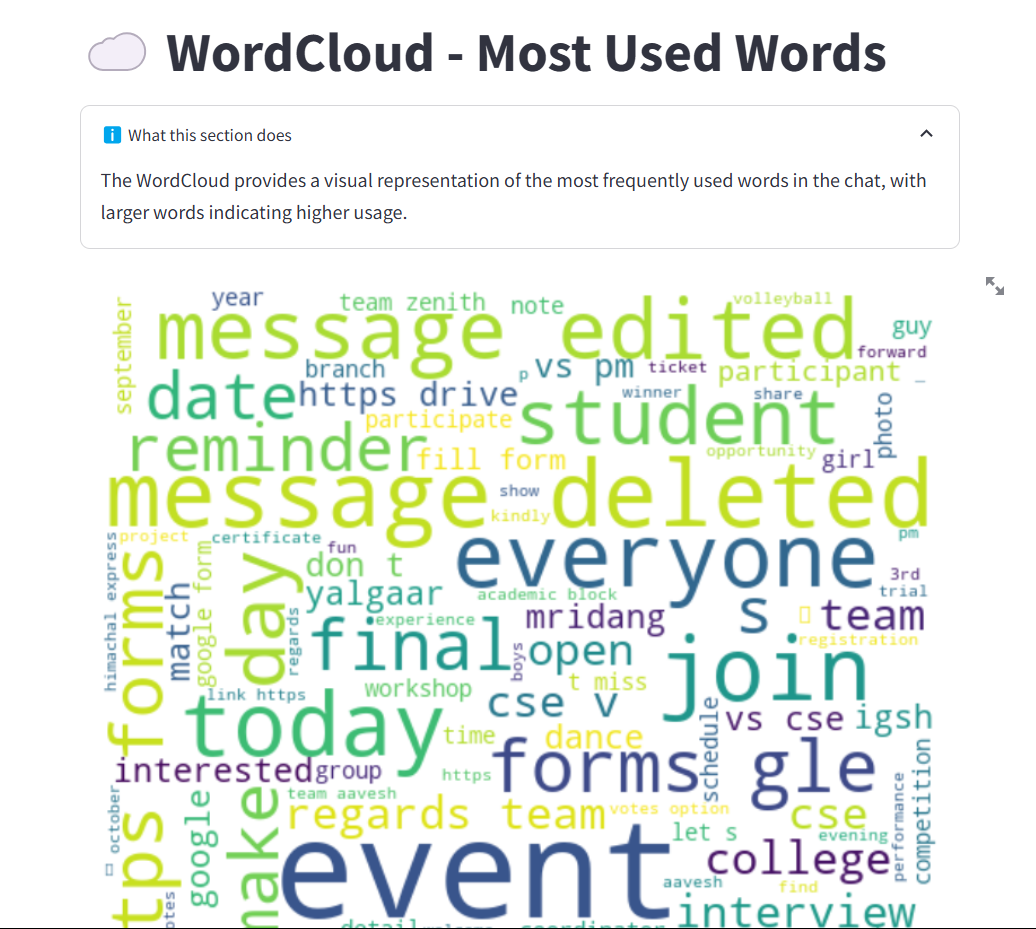 WordCloud - Most Used Words
What this section does
The WordCloud provides a visual representation of the most frequently used words in the chat, with
larger words indicating higher usage.
year
team zenith
note
volleyball
september
message edited
guy
forward
branch
p
vs pm
ticket
participant
_
date
https drive
winner
share
participate
student
photo
reminder
fill form
opportunity
girl
message deleted
show
kindly
project
certificate
pm
himachal express
https forms
google form
day
fun
don t
everyone
3rd
trial
match
yalgaar
academic block
regards
experience
mridang
s
team
registration
final
boys
open
join
t miss
link https
workshop
cse v
schedule
vs cse
igsh
today
time
dance
interested
group
https
forms gle
competition
october
google
make
team aavesh
regards team
votes option
cse
performance
let s
evening
event
college
aavesh
find
interview